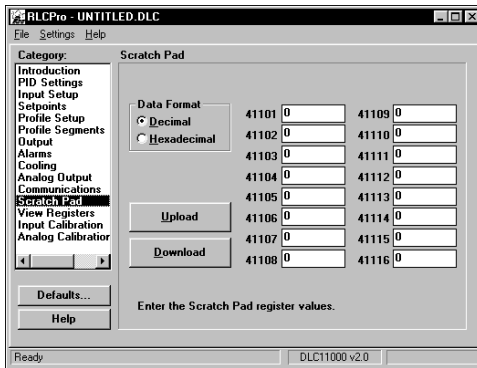 RLCPro - UNTITLED.DLC
File Settings Help
Category:
Introduction
PID Settings
Input Setup
Setpoints
Profile Setup
Profile Segments
Output
Alarms
Cooling
Analog Output
Communications
Scratch Pad
View Registers
Input Calibration
Analog Calibration
Defaults...
Help
Scratch Pad
Data Format
Decimal
Hexadecimal
Upload
Download
41101 0
41102 0
41103 0
41104 0
41105 0
41106 0
41107 0
41108 0
41109 0
41110 0
41111 0
41112 0
41113 0
41114 0
41115 0
41116 0
Enter the Scratch Pad register values.
Ready
DLC11000 v2.0